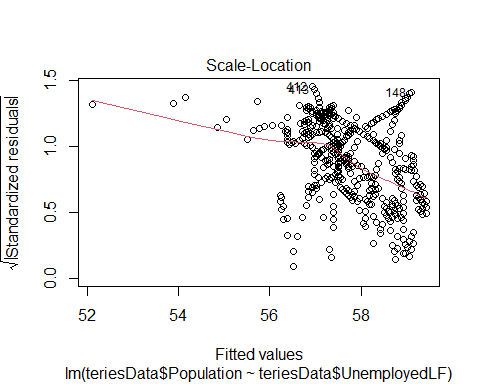 Scale-Location
√|Standardized residuals|
1.5
1.0
0.5
0.0
412
413
148
52
54
56
58
Fitted values
lm(teriesData$Population ~ teriesData$UnemployedLF)